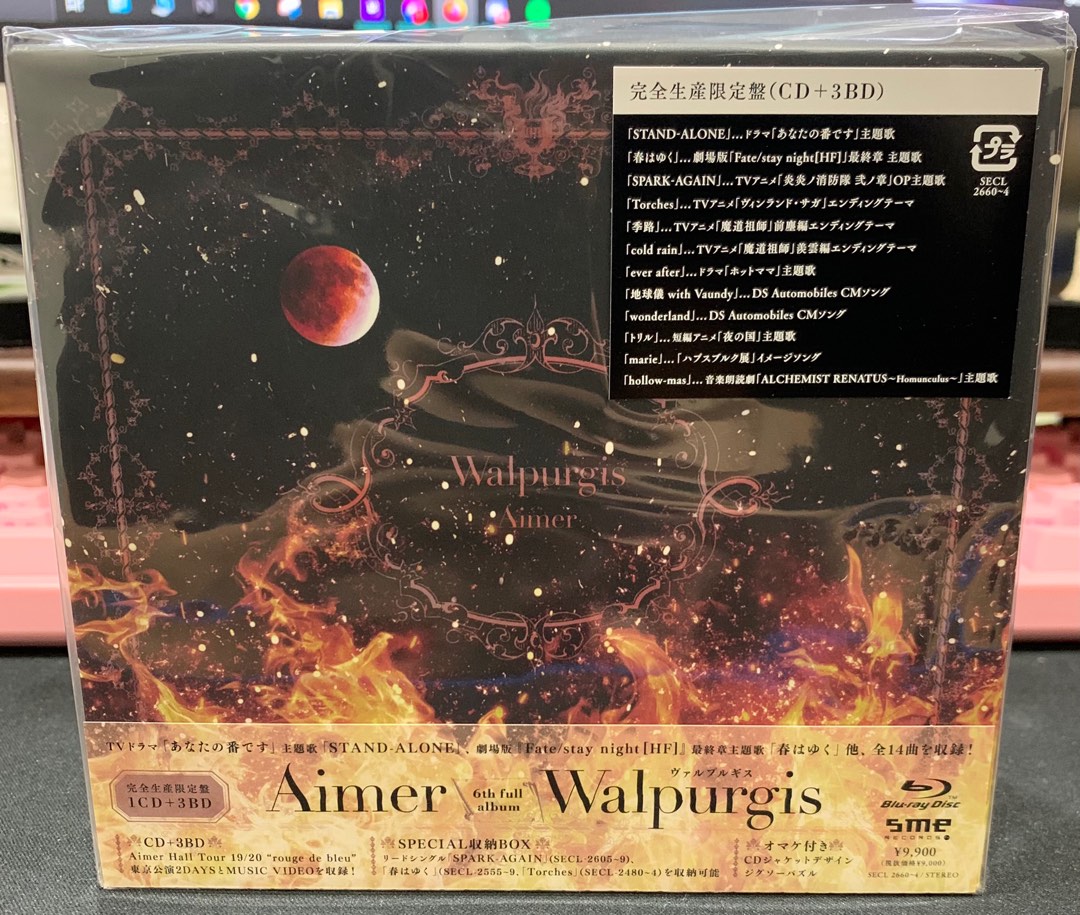 完全生産限定盤(CD+3BD)
「STAND-ALONE」…ドラマ「あなたの番です」主題歌
「春はゆく」…劇場版「Fate/stay night[HF]」最終章 主題歌
「SPARK-AGAIN」…TVアニメ「炎炎ノ消防隊 弐ノ章」OP主題歌
「Torches」…TVアニメ「ヴィンランド・サガ」エンディングテーマ
「季路」…TVアニメ「魔道祖師」前塵編エンディングテーマ
「cold rain」…TVアニメ「魔道祖師」羨雲編エンディングテーマ
「ever after」…ドラマ「ホットママ」主題歌
「地球儀 with Vaundy」…DS Automobiles CMソング
「wonderland」…DS Automobiles CMソング
「トリル」…短編アニメ「夜の国」主題歌
「marie」…「ハプスブルク展」イメージソング
「hollow-mas」…音楽朗読劇「ALCHEMIST RENATUS～Homunculus～」主題歌
プラ
SECL
2660~4
Walpurgis
Aimer
TVドラマ「あなたの番です」主題歌「STAND-ALONE」、劇場版『Fate/stay night[HF]』最終章主題歌「春はゆく」他、全14曲を収録!
完全生産限定盤
1CD+3BD
Aimer
6th full
album
ヴァルプルギス
Walpurgis
Blu-ray Disc
sme
RECORDS
¥9,900
(税抜価格¥9,000)
SECL 2660~4 / STEREO
CD+3BD
Aimer Hall Tour 19/20 "rouge de bleu"
東京公演2DAYSとMUSIC VIDEOを収録!
SPECIAL収納BOX
リードシングル「SPARK-AGAIN」(SECL-2605~9)、
「春はゆく」(SECL-2555~9、「Torches」(SECL-2480~4)を収納可能
オマケ付き
CDジャケットデザイン
ジグソーパズル